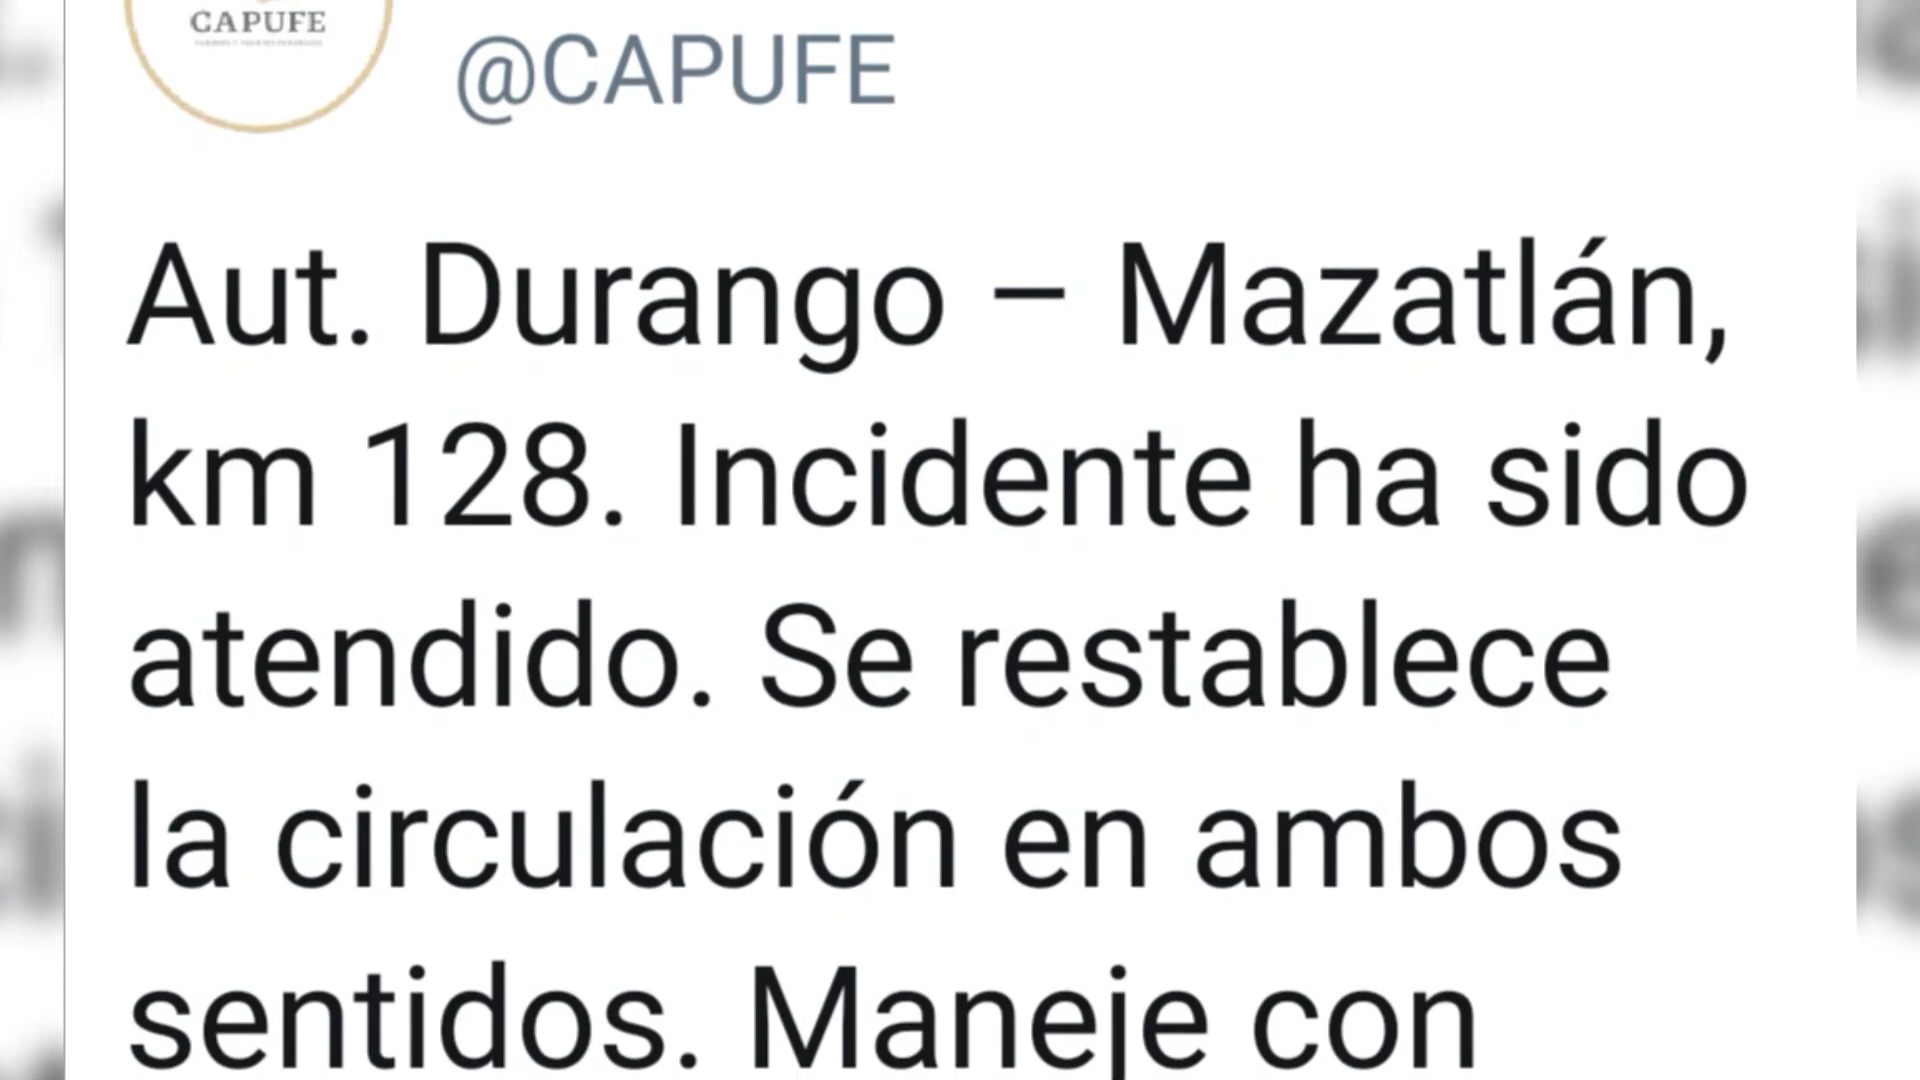 CAPUFE
@CAPUFE
Aut. Durango – Mazatlán,
km 128. Incidente ha sido
atendido. Se restablece
la circulación en ambos
sentidos. Maneje con